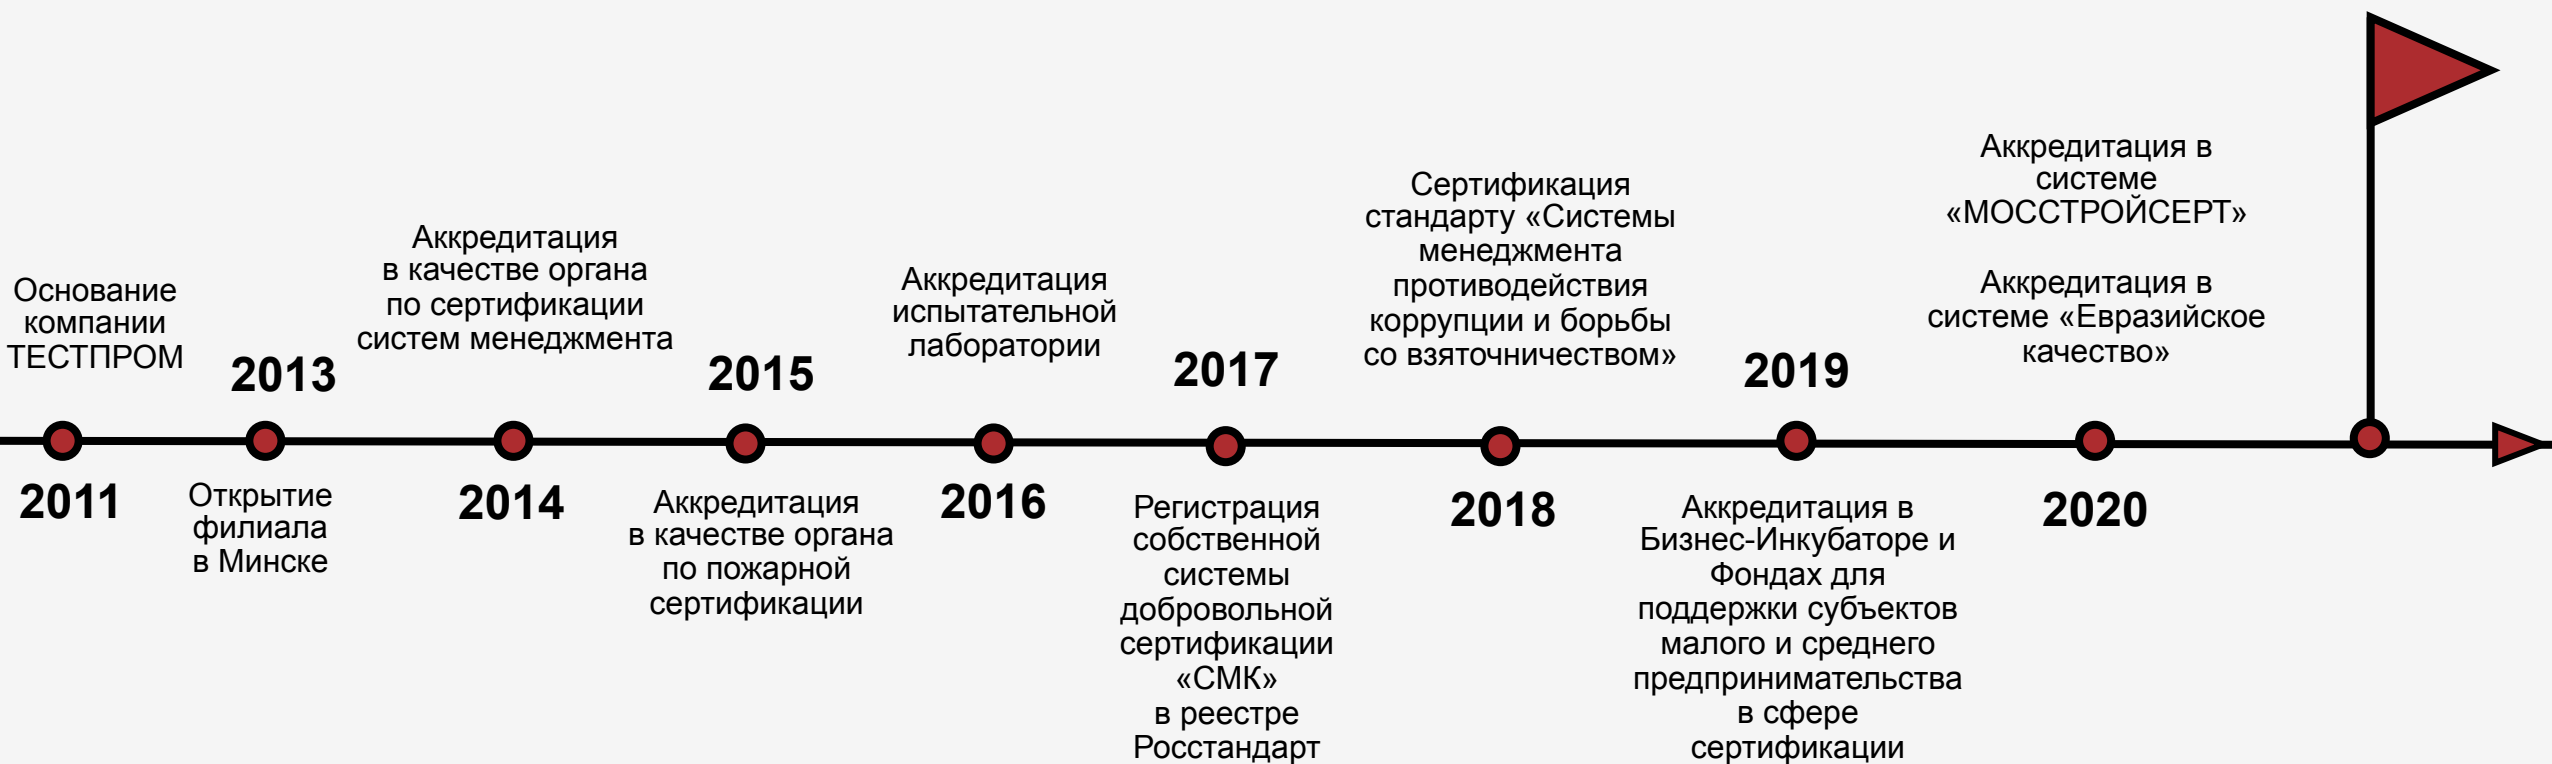 Основание
компании
ТЕСТПРОМ
2011
2013
Открытие
филиала
в Минске
Аккредитация
в качестве органа
по сертификации
систем менеджмента
2014
2015
Аккредитация
в качестве органа
по пожарной
сертификации
Аккредитация
испытательной
лаборатории
2016
2017
Регистрация
собственной
системы
добровольной
сертификации
«СМК»
в реестре
Росстандарт
Сертификация
стандарту «Системы
менеджмента
противодействия
коррупции и борьбы
со взяточничеством»
2018
2019
Аккредитация в
Бизнес-Инкубаторе и
Фондах для
поддержки субъектов
малого и среднего
предпринимательства
в сфере
сертификации
Аккредитация в
системе
«МОССТРОЙСЕРТ»
Аккредитация в
системе «Евразийское
качество»
2020